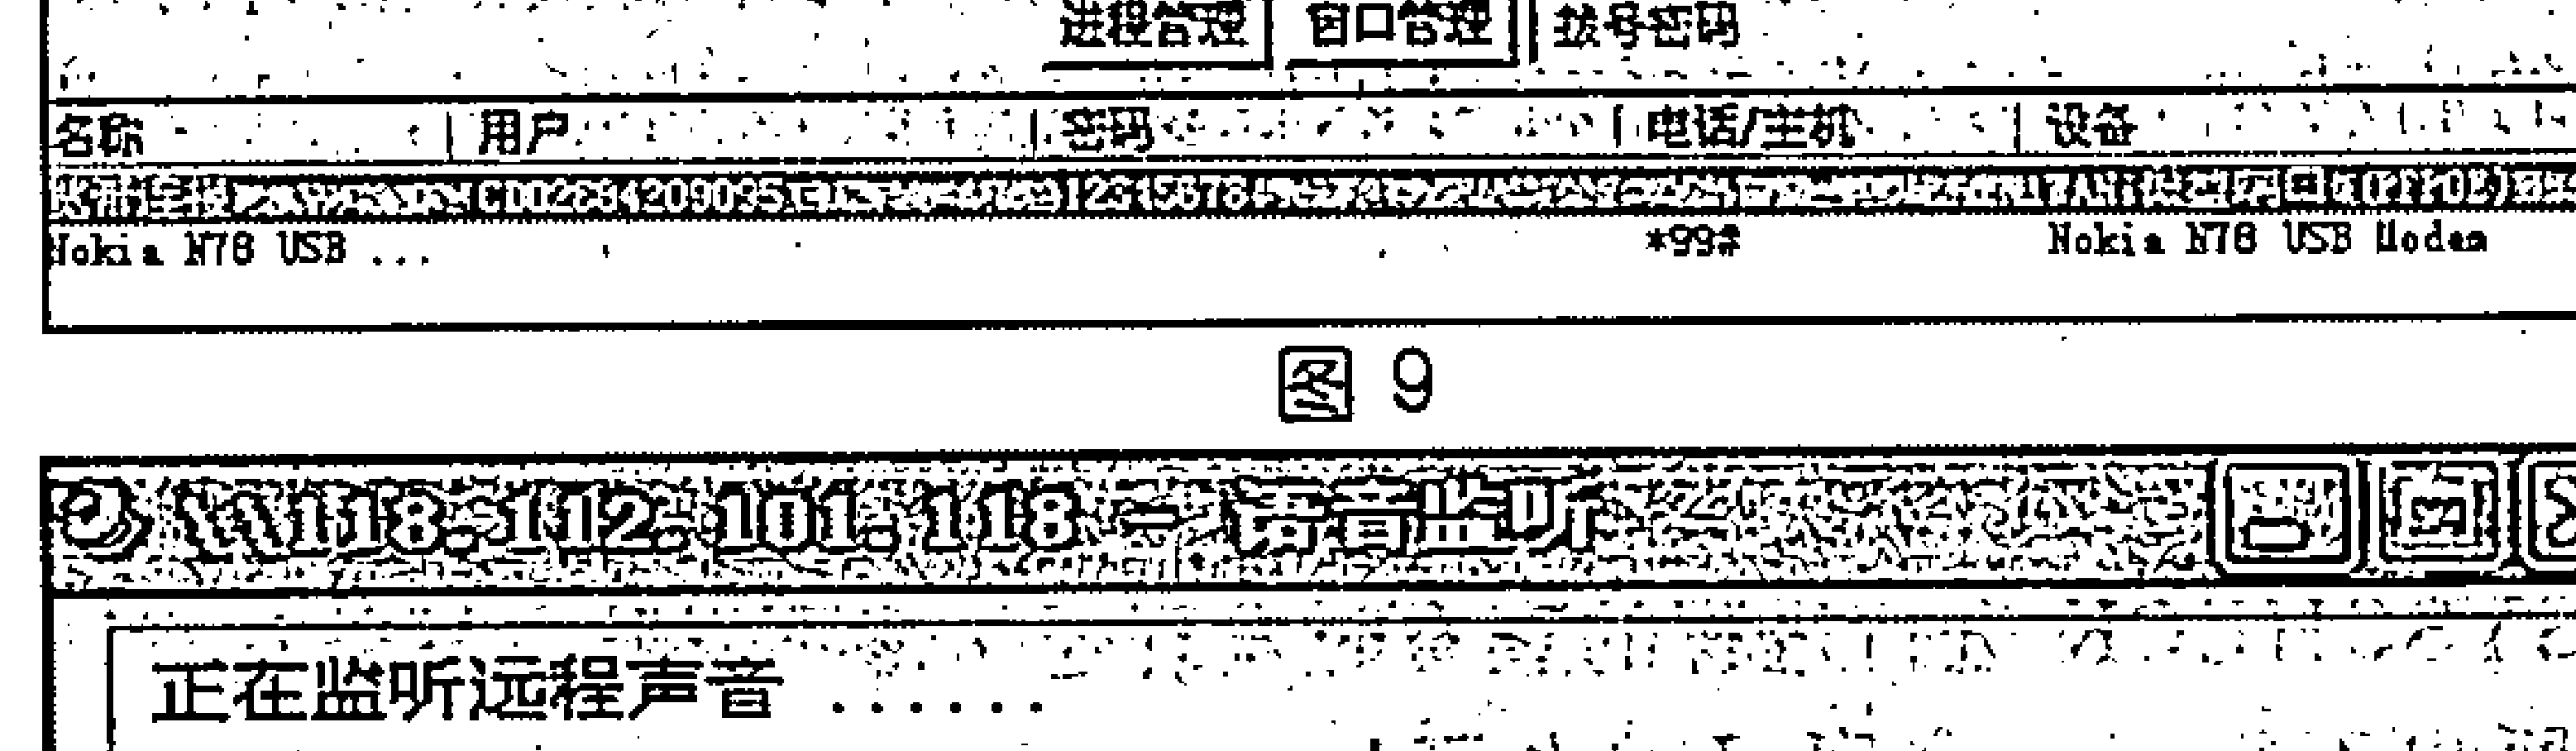 进程管理 窗口管理 拨号密码
名称 用户 密码 电话/主机 设备
Nokia N78 USB ... *99# Nokia N78 USB Modem
图 9
\\118.112.101.118 - 语音监听
正在监听远程声音 ......